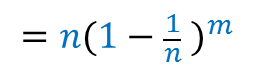 = n(1 − 1/n)^m